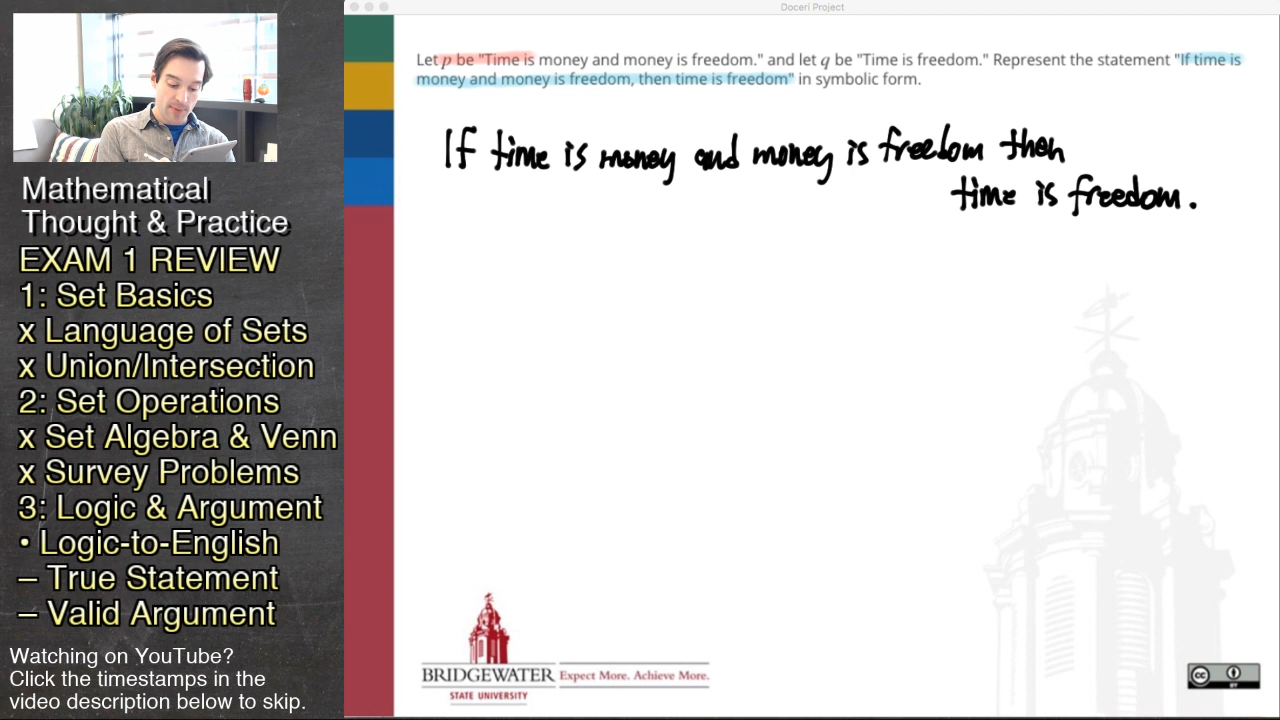 Doceri Project
Let p be "Time is money and money is freedom." and let q be "Time is freedom." Represent the statement "If time is
money and money is freedom, then time is freedom" in symbolic form.
If time is money and money is freedom then
time is freedom.
Mathematical
Thought & Practice
EXAM 1 REVIEW
1: Set Basics
x Language of Sets
x Union/Intersection
2: Set Operations
x Set Algebra & Venn
x Survey Problems
3: Logic & Argument
• Logic-to-English
– True Statement
– Valid Argument
Watching on YouTube?
Click the timestamps in the
video description below to skip.
BRIDGEWATER
STATE UNIVERSITY
Expect More. Achieve More.
cc
BY